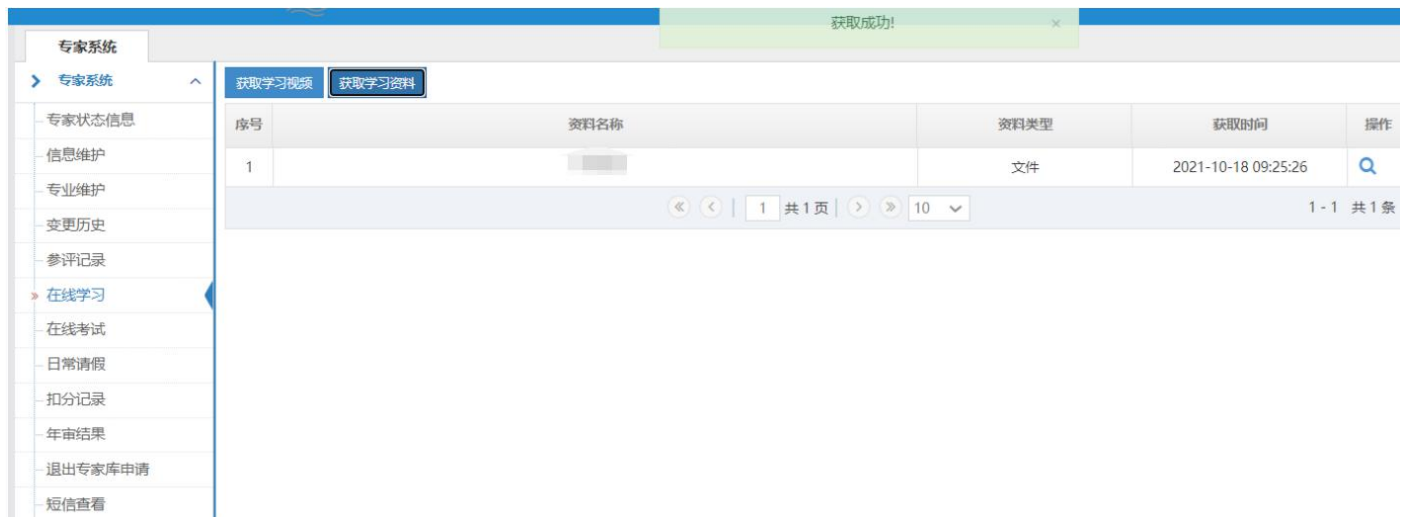 获取成功! ×
专家系统
专家系统
获取学习视频 获取学习资料
专家状态信息
信息维护
专业维护
变更历史
参评记录
在线学习
在线考试
日常请假
扣分记录
年审结果
退出专家库申请
短信查看
序号 资料名称 资料类型 获取时间 操作
1 文件 2021-10-18 09:25:26
1 共1页 10 1 - 1 共1条